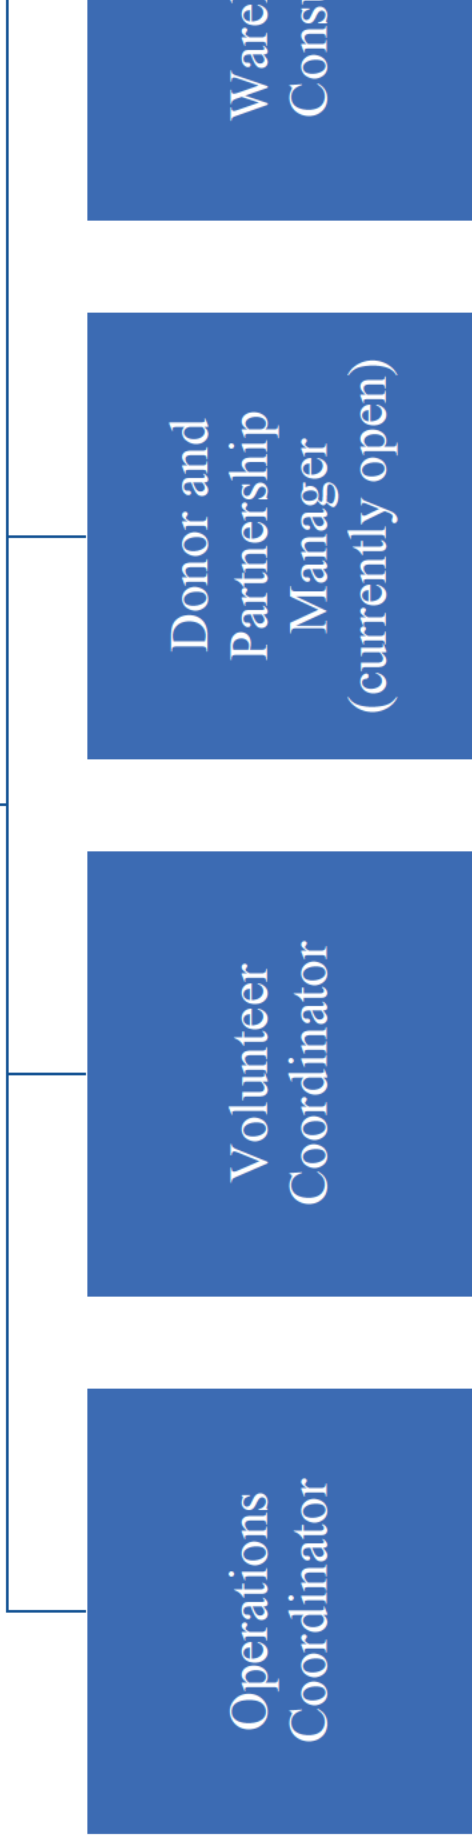 Operations
Coordinator
Volunteer
Coordinator
Donor and
Partnership
Manager
(currently open)